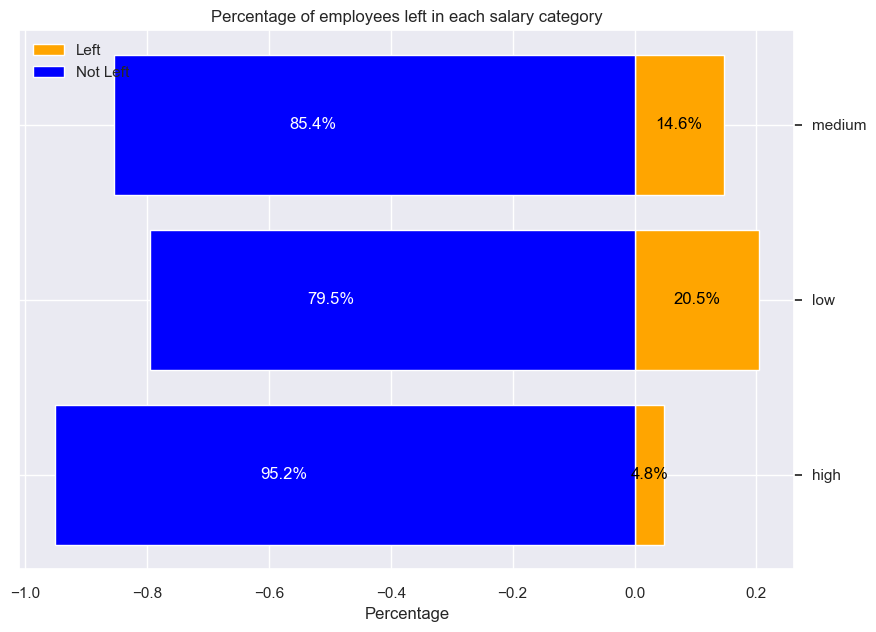 Percentage of employees left in each salary category
Left
Not Left
85.4%
14.6%
medium
79.5%
20.5%
low
95.2%
4.8%
high
−1.0
−0.8
−0.6
−0.4
−0.2
0.0
0.2
Percentage